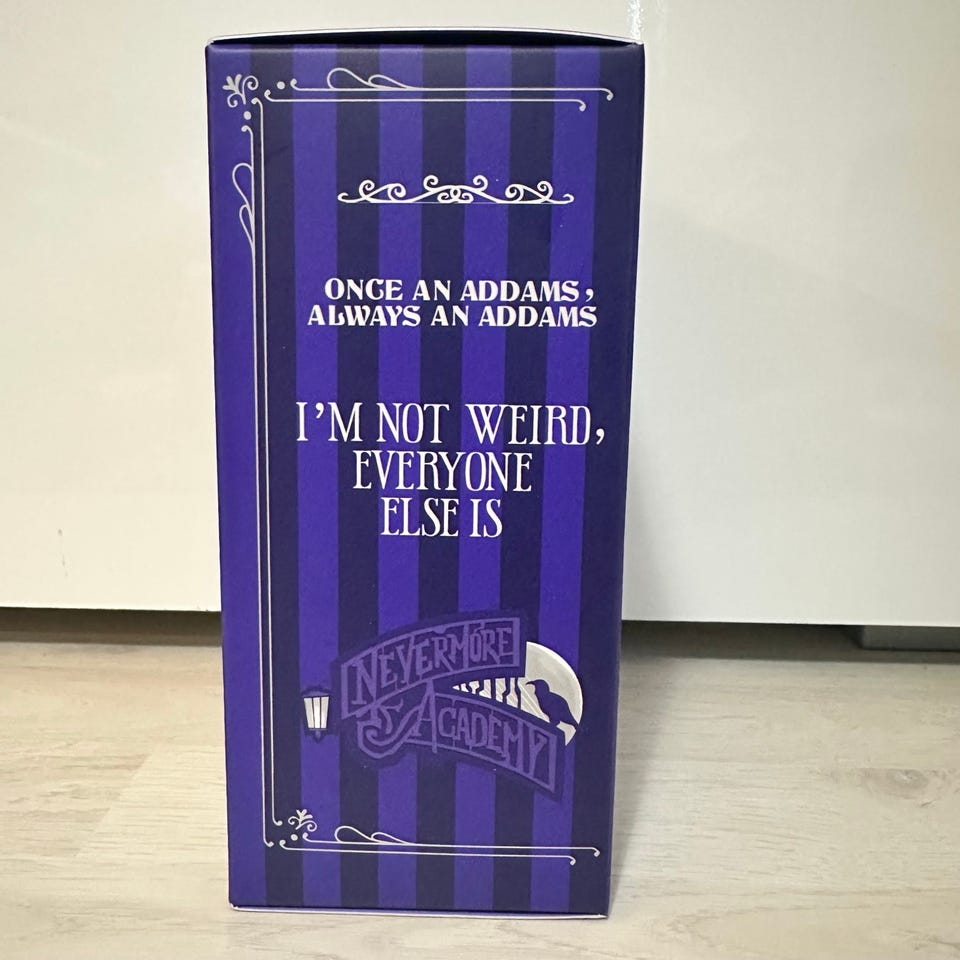 ONCE AN ADDAMS,
ALWAYS AN ADDAMS
I'M NOT WEIRD,
EVERYONE
ELSE IS
NEVERMORE
ACADEMY